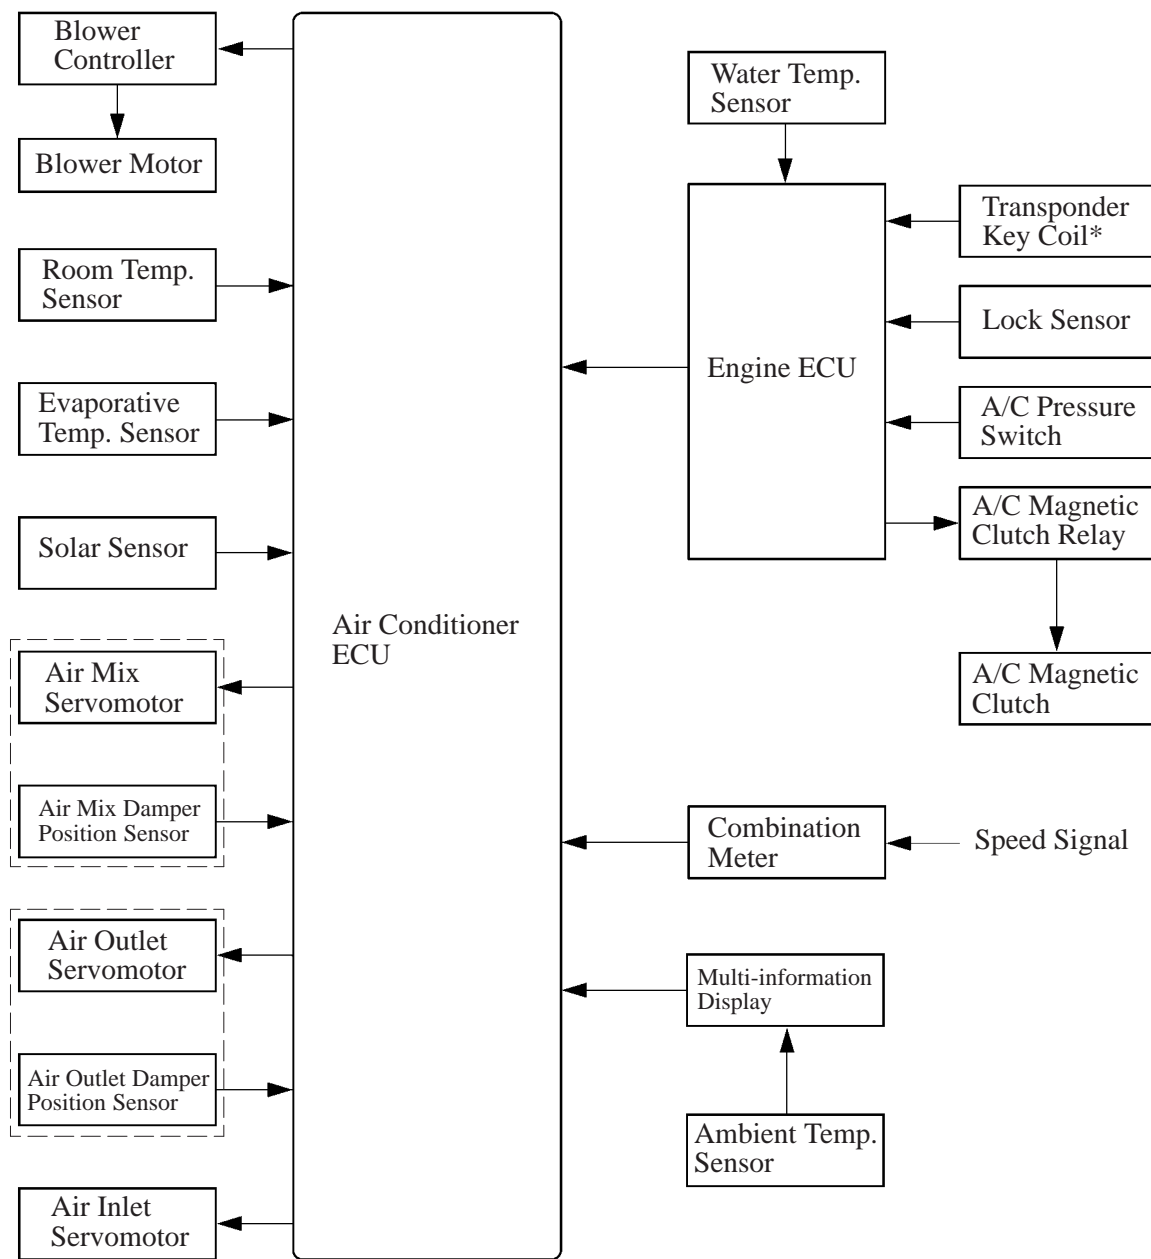 Blower
Controller
Blower Motor
Room Temp.
Sensor
Evaporative
Temp. Sensor
Solar Sensor
Air Mix
Servomotor
Air Mix Damper
Position Sensor
Air Outlet
Servomotor
Air Outlet Damper
Position Sensor
Air Inlet
Servomotor
Air Conditioner
ECU
Water Temp.
Sensor
Engine ECU
Transponder
Key Coil*
Lock Sensor
A/C Pressure
Switch
A/C Magnetic
Clutch Relay
A/C Magnetic
Clutch
Combination
Meter
Speed Signal
Multi-information
Display
Ambient Temp.
Sensor